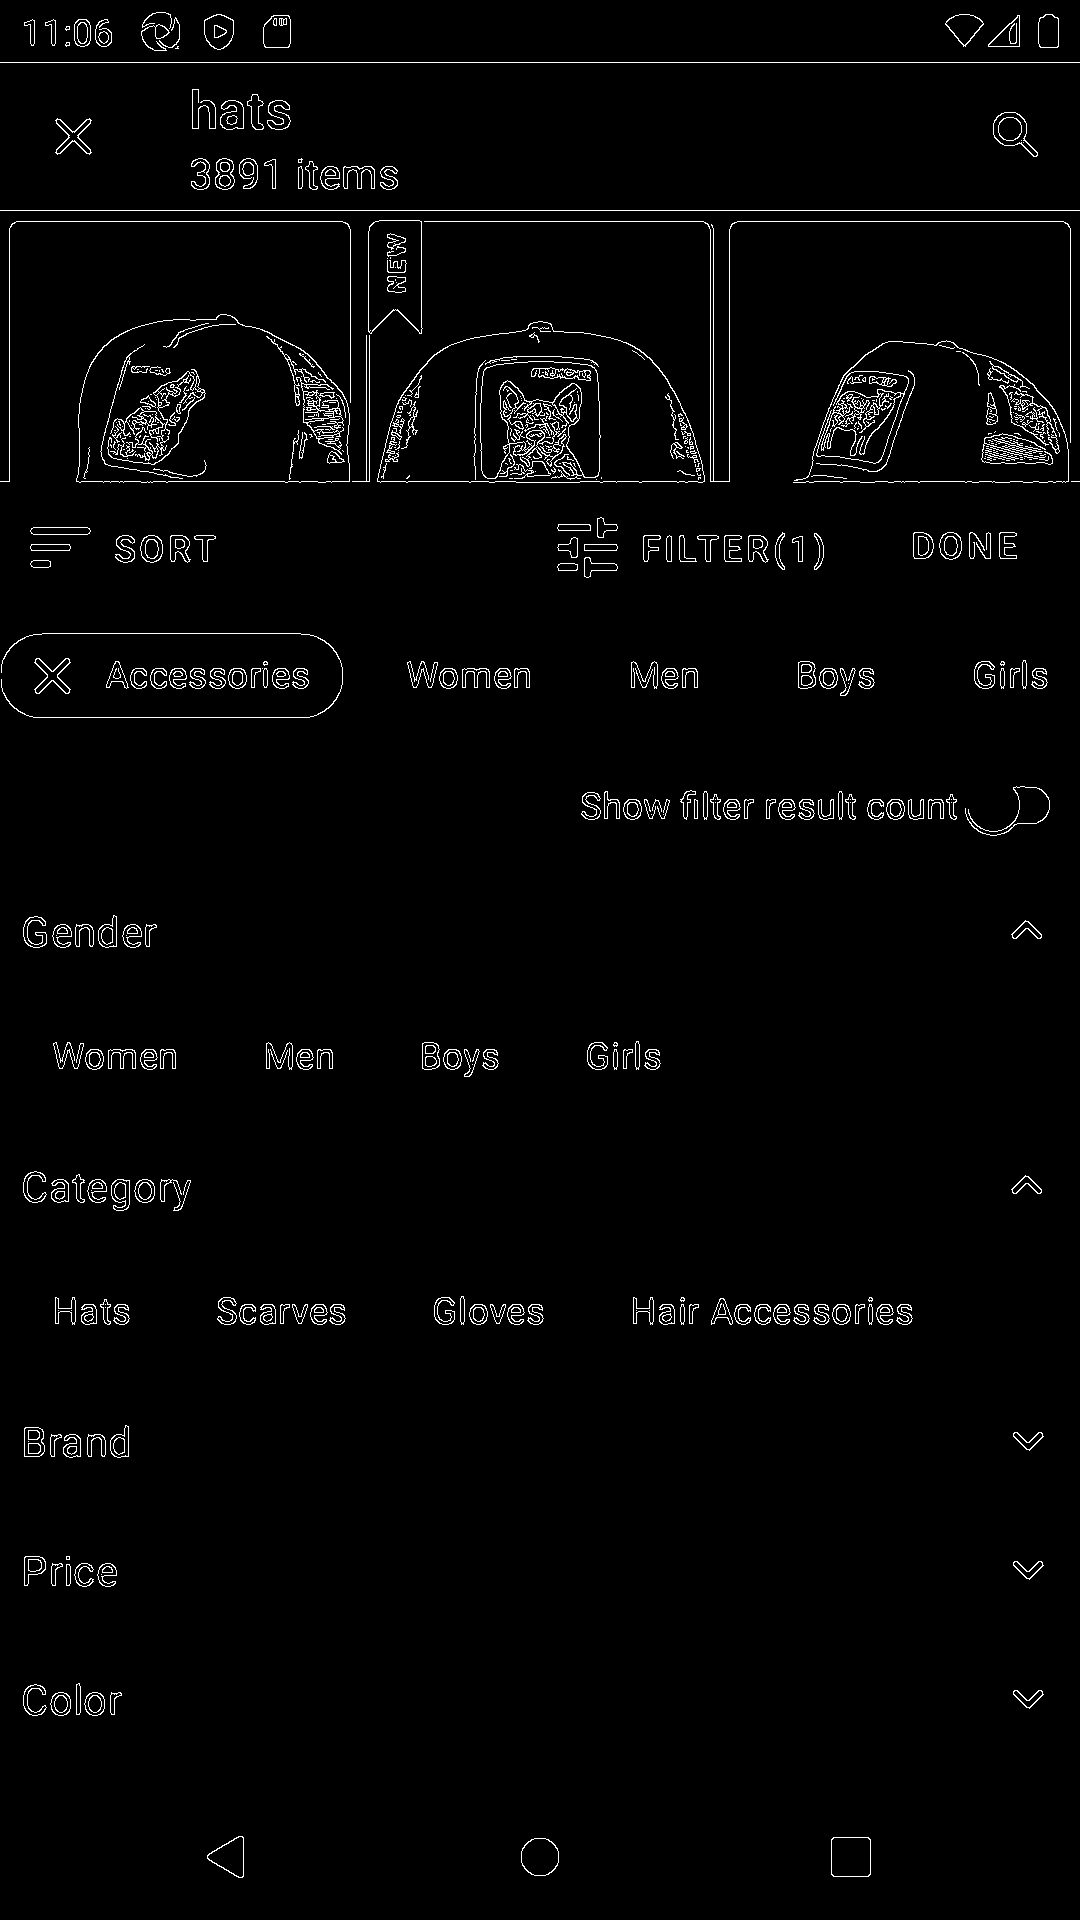 11:06
hats
3891 items
NEW
SORT FILTER(1) DONE
Accessories Women Men Boys Girls
Show filter result count
Gender
Women Men Boys Girls
Category
Hats Scarves Gloves Hair Accessories
Brand
Price
Color